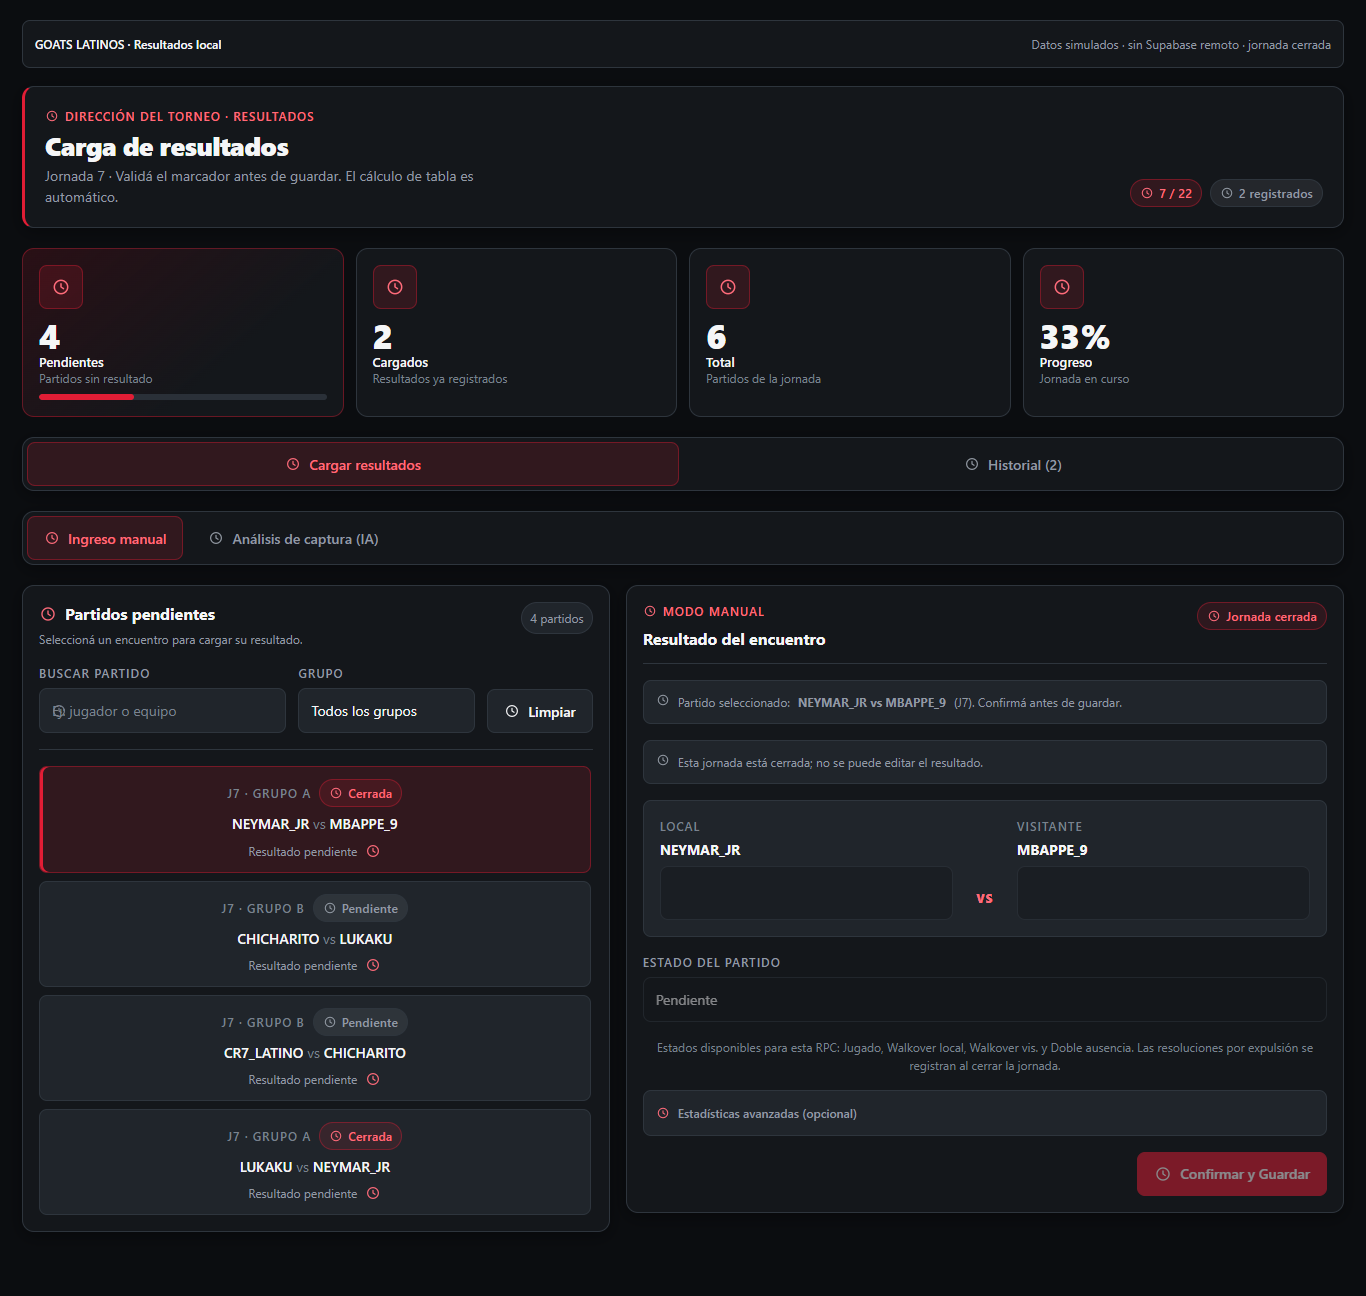 GOATS LATINOS · Resultados local
Datos simulados · sin Supabase remoto · jornada cerrada
DIRECCIÓN DEL TORNEO · RESULTADOS
Carga de resultados
Jornada 7 · Validá el marcador antes de guardar. El cálculo de tabla es
automático.
7 / 22
2 registrados
4
Pendientes
Partidos sin resultado
2
Cargados
Resultados ya registrados
6
Total
Partidos de la jornada
33%
Progreso
Jornada en curso
Cargar resultados
Historial (2)
Ingreso manual
Análisis de captura (IA)
Partidos pendientes
4 partidos
Seleccioná un encuentro para cargar su resultado.
BUSCAR PARTIDO
GRUPO
jugador o equipo
Todos los grupos
Limpiar
J7 · GRUPO A
Cerrada
NEYMAR_JR vs MBAPPE_9
Resultado pendiente
J7 · GRUPO B
Pendiente
CHICHARITO vs LUKAKU
Resultado pendiente
J7 · GRUPO B
Pendiente
CR7_LATINO vs CHICHARITO
Resultado pendiente
J7 · GRUPO A
Cerrada
LUKAKU vs NEYMAR_JR
Resultado pendiente
MODO MANUAL
Jornada cerrada
Resultado del encuentro
Partido seleccionado: NEYMAR_JR vs MBAPPE_9 (J7). Confirmá antes de guardar.
Esta jornada está cerrada; no se puede editar el resultado.
LOCAL
NEYMAR_JR
vs
VISITANTE
MBAPPE_9
ESTADO DEL PARTIDO
Pendiente
Estados disponibles para esta RPC: Jugado, Walkover local, Walkover vis. y Doble ausencia. Las resoluciones por expulsión se
registran al cerrar la jornada.
Estadísticas avanzadas (opcional)
Confirmar y Guardar